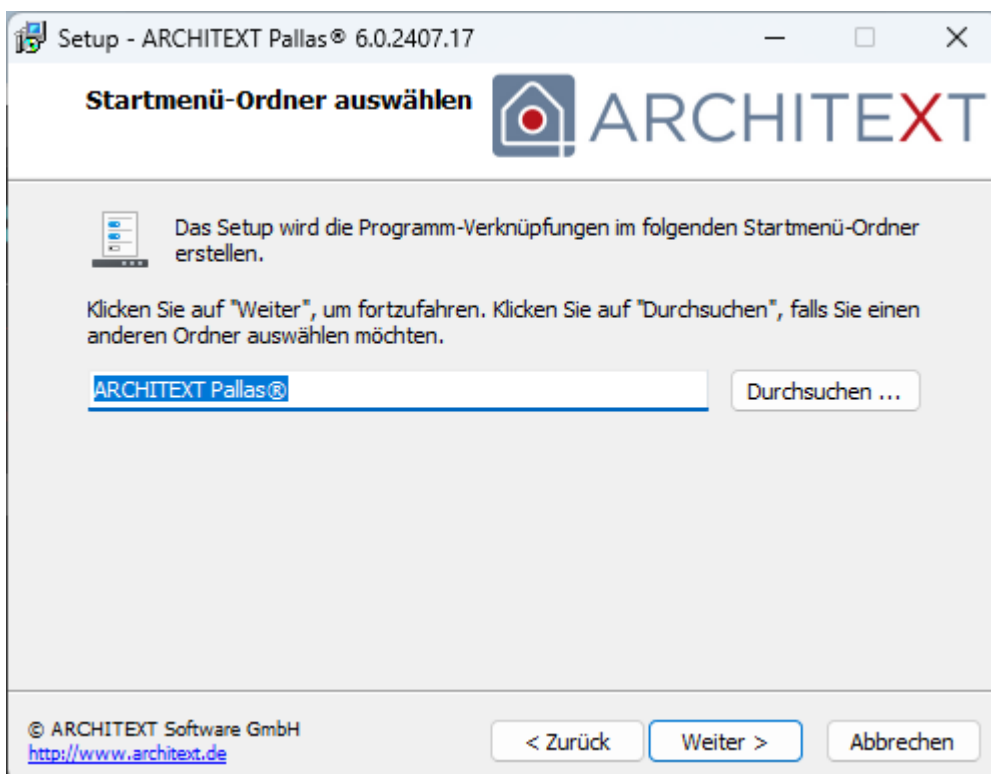 Setup - ARCHITEXT Pallas® 6.0.2407.17
Startmenü-Ordner auswählen
ARCHITEXT
Das Setup wird die Programm-Verknüpfungen im folgenden Startmenü-Ordner
erstellen.
Klicken Sie auf "Weiter", um fortzufahren. Klicken Sie auf "Durchsuchen", falls Sie einen
anderen Ordner auswählen möchten.
ARCHITEXT Pallas®
Durchsuchen ...
© ARCHITEXT Software GmbH
http://www.architext.de
< Zurück
Weiter >
Abbrechen